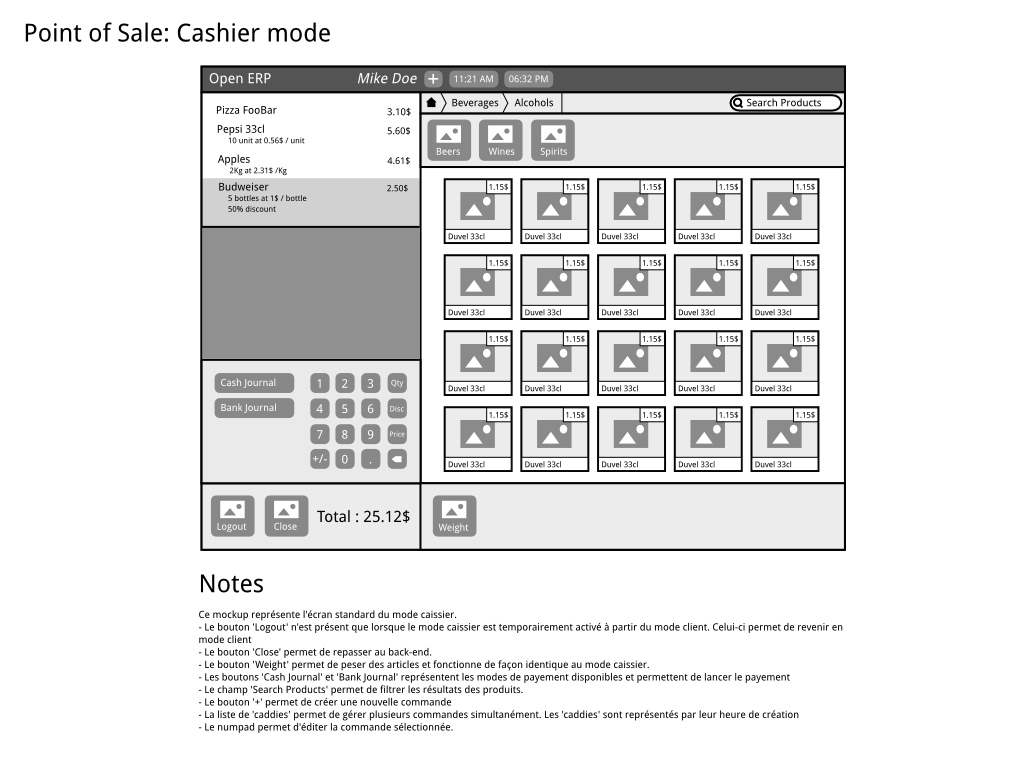 Point of Sale: Cashier mode
Open ERP
Mike Doe
+
11:21 AM
06:32 PM
Pizza FooBar 3.10$
Pepsi 33cl 5.60$
10 unit at 0.56$ / unit
Apples 4.61$
2Kg at 2.31$ /Kg
Budweiser 2.50$
5 bottles at 1$ / bottle
50% discount
Beverages
Alcohols
Search Products
Beers
Wines
Spirits
1.15$ 1.15$ 1.15$ 1.15$ 1.15$
Duvel 33cl Duvel 33cl Duvel 33cl Duvel 33cl Duvel 33cl
1.15$ 1.15$ 1.15$ 1.15$ 1.15$
Duvel 33cl Duvel 33cl Duvel 33cl Duvel 33cl Duvel 33cl
1.15$ 1.15$ 1.15$ 1.15$ 1.15$
Duvel 33cl Duvel 33cl Duvel 33cl Duvel 33cl Duvel 33cl
1.15$ 1.15$ 1.15$ 1.15$ 1.15$
Duvel 33cl Duvel 33cl Duvel 33cl Duvel 33cl Duvel 33cl
Cash Journal
Bank Journal
1 2 3 Qty
4 5 6 Disc
7 8 9 Price
+/- 0 .
Logout
Close
Total : 25.12$
Weight
Notes
Ce mockup représente l'écran standard du mode caissier.
- Le bouton 'Logout' n'est présent que lorsque le mode caissier est temporairement activé à partir du mode client. Celui-ci permet de revenir en
mode client
- Le bouton 'Close' permet de repasser au back-end.
- Le bouton 'Weight' permet de peser des articles et fonctionne de façon identique au mode caissier.
- Les boutons 'Cash Journal' et 'Bank Journal' représentent les modes de payement disponibles et permettent de lancer le payement
- Le champ 'Search Products' permet de filtrer les résultats des produits.
- Le bouton '+' permet de créer une nouvelle commande
- La liste de 'caddies' permet de gérer plusieurs commandes simultanément. Les 'caddies' sont représentés par leur heure de création
- Le numpad permet d'éditer la commande sélectionnée.